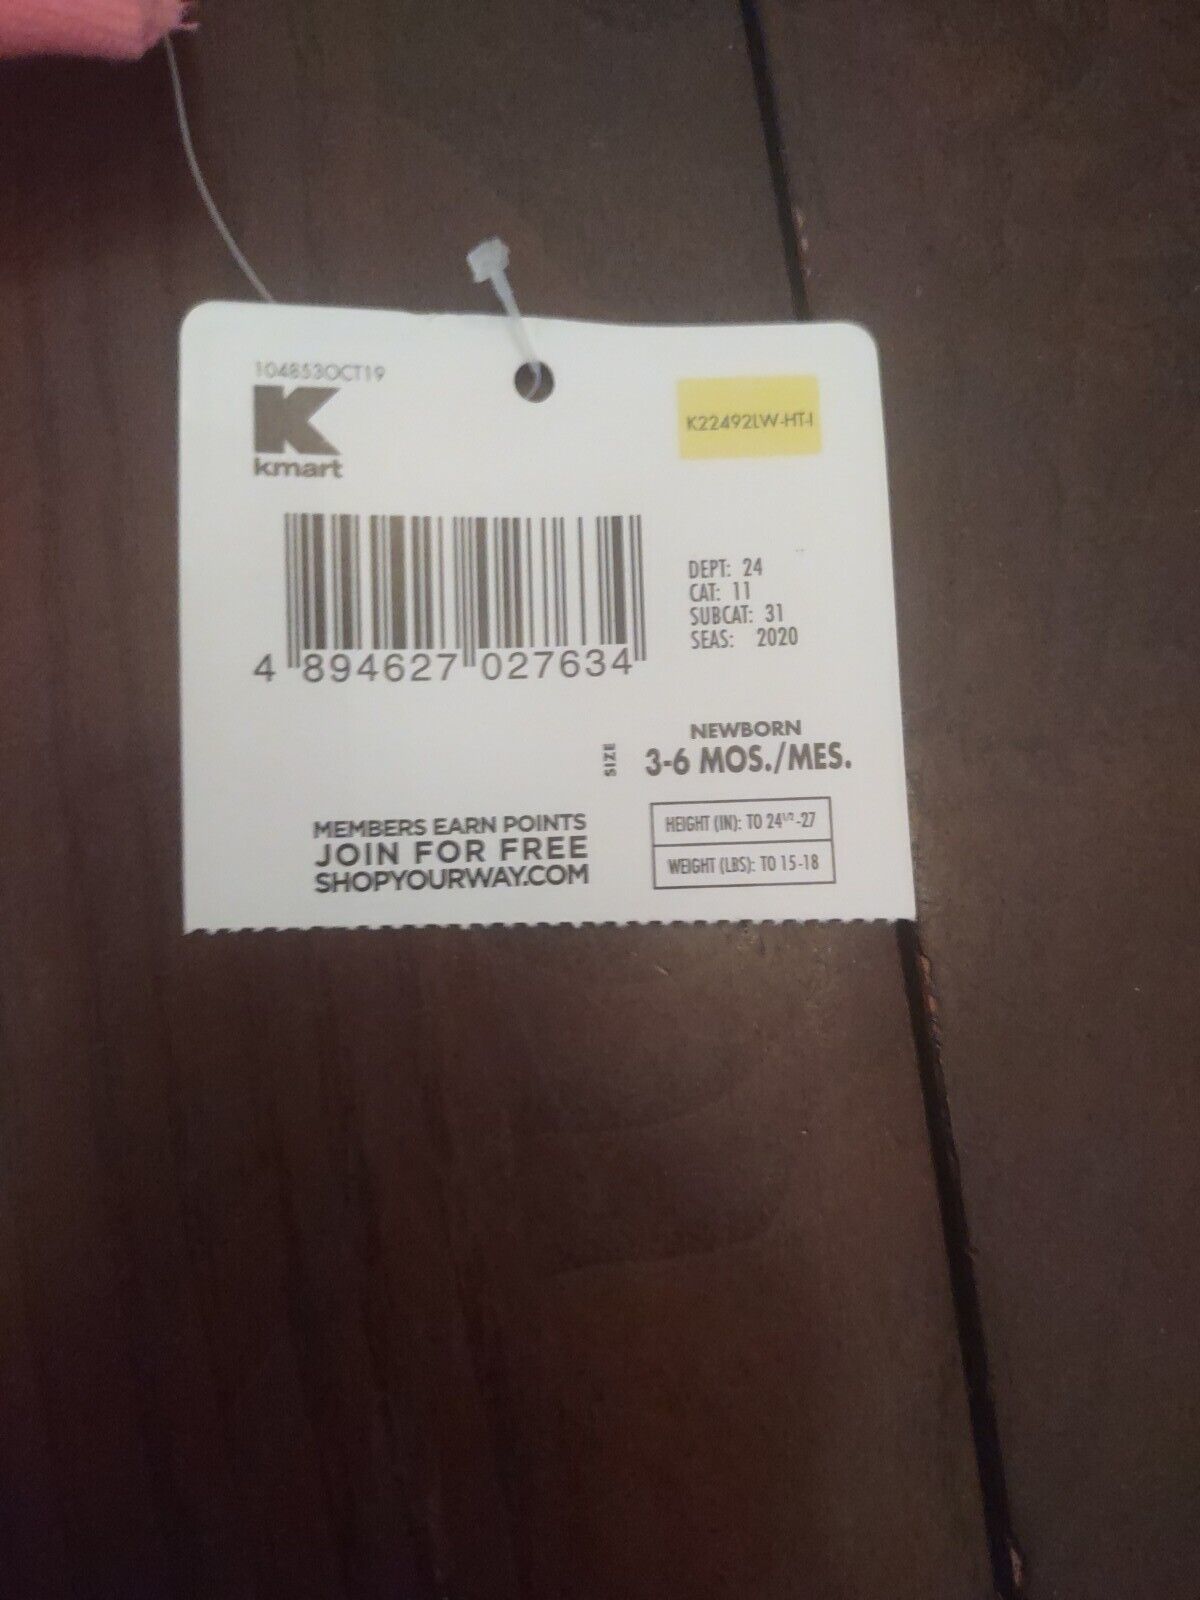 104853OCT19
K
kmart
K22492LW-HT-I
4 894627 027634
DEPT: 24
CAT: 11
SUBCAT: 31
SEAS: 2020
SIZE
NEWBORN
3-6 MOS./MES.
HEIGHT (IN): TO 24 1/2 -27
WEIGHT (LBS): TO 15-18
MEMBERS EARN POINTS
JOIN FOR FREE
SHOPYOURWAY.COM